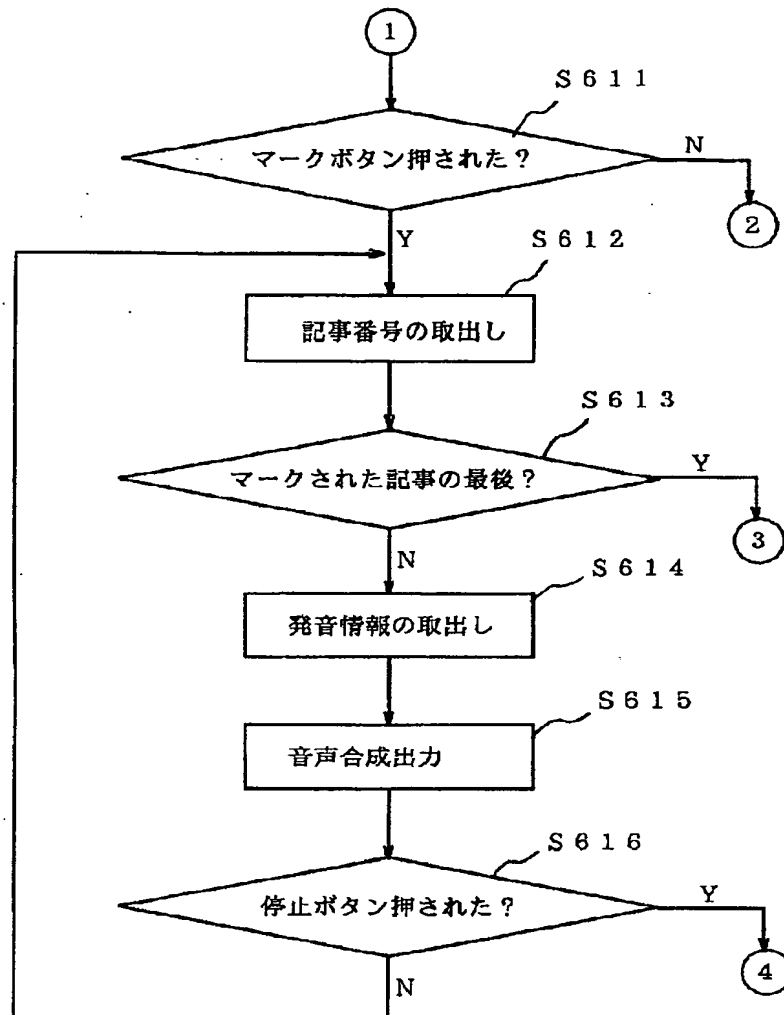 1
S611
マークボタン押された?
N
2
Y
S612
記事番号の取出し
S613
マークされた記事の最後?
Y
3
N
S614
発音情報の取出し
S615
音声合成出力
S616
停止ボタン押された?
Y
4
N